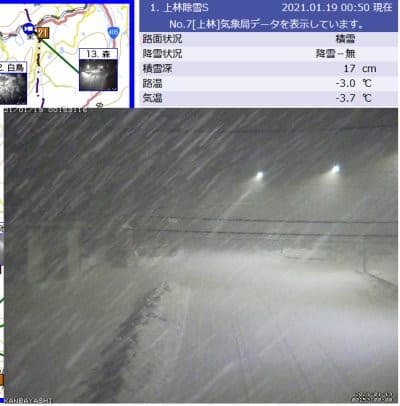 1. 上林除雪S 2021.01.19 00:50 現在
No.7[上林]気象局データを表示しています。
路面状況 積雪
降雪状況 降雪－無
積雪深 17 cm
路温 -3.0 ℃
気温 -3.7 ℃
21
405
13. 森
2. 白鳥
KANBAYASHI